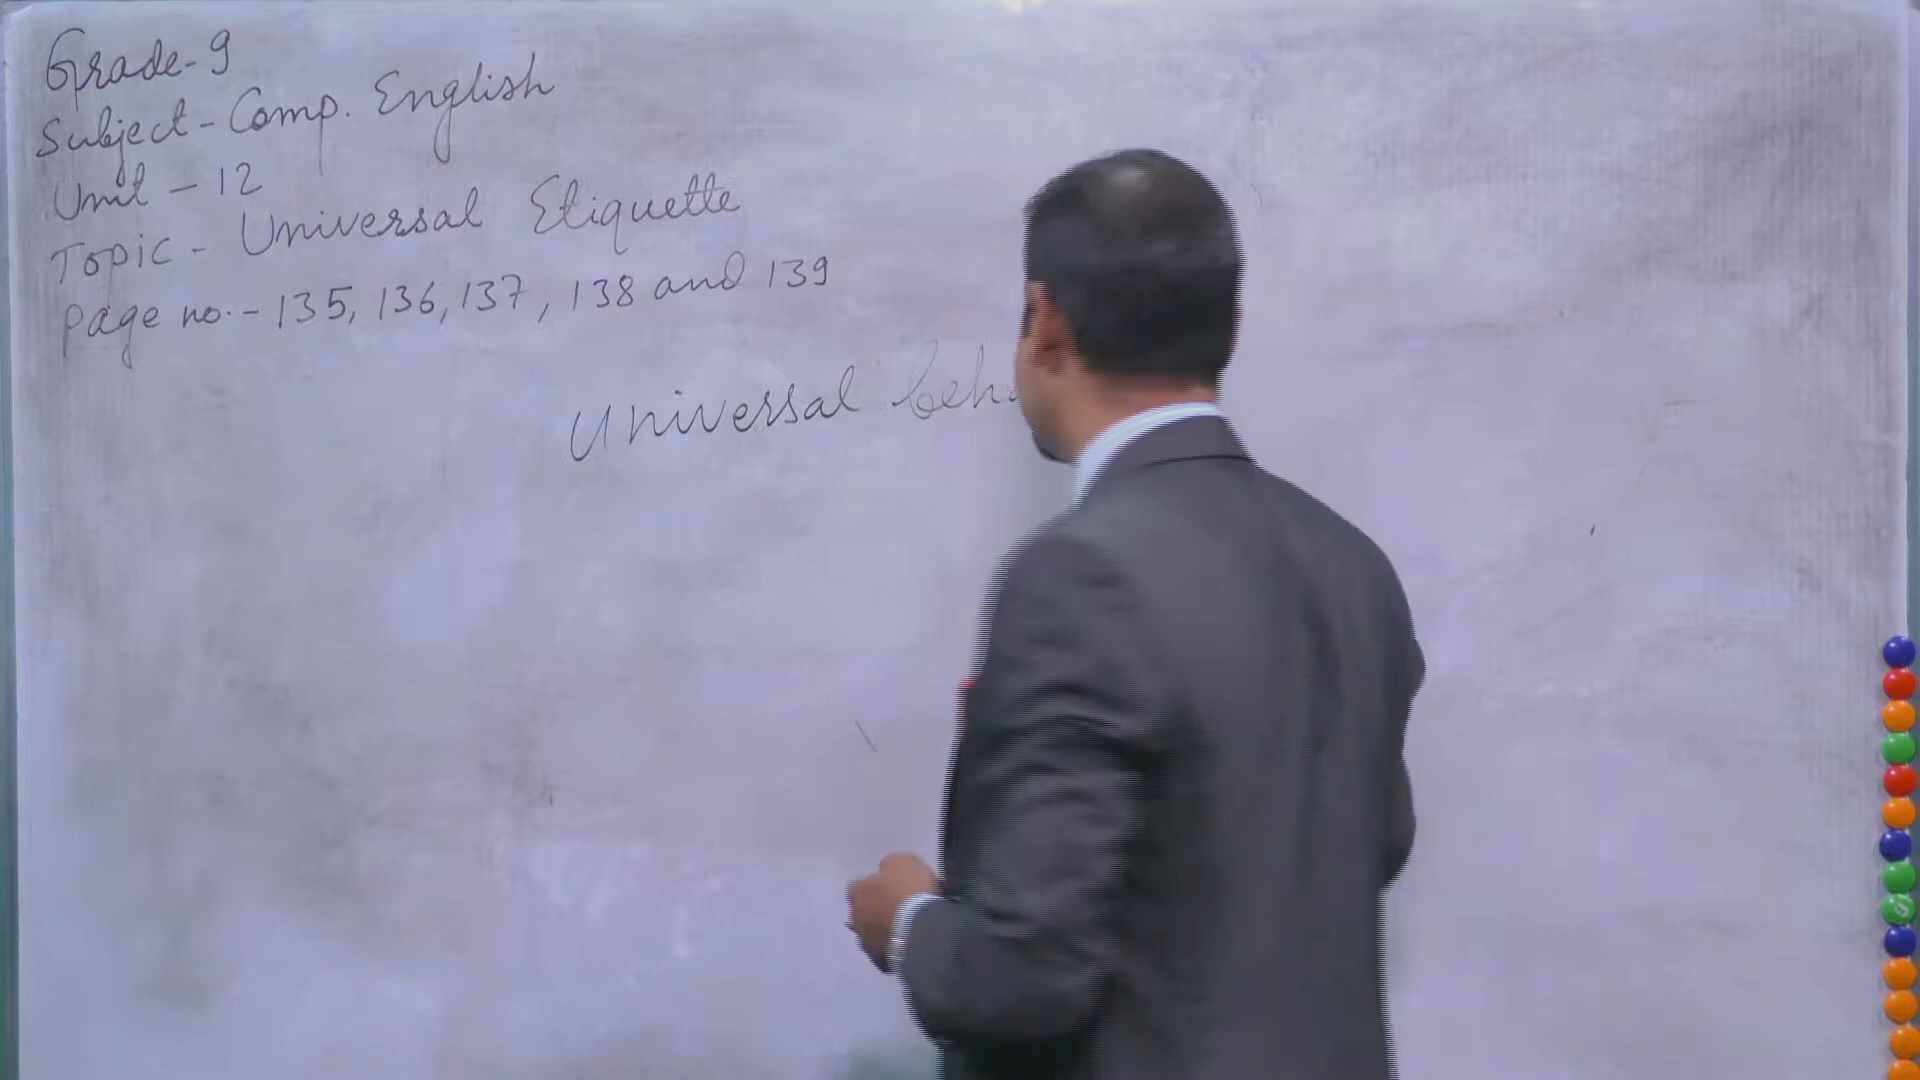 Grade-9
Subject-Comp. English
Unit - 12
Topic - Universal Etiquette
Page no.- 135, 136, 137, 138 and 139
Universal